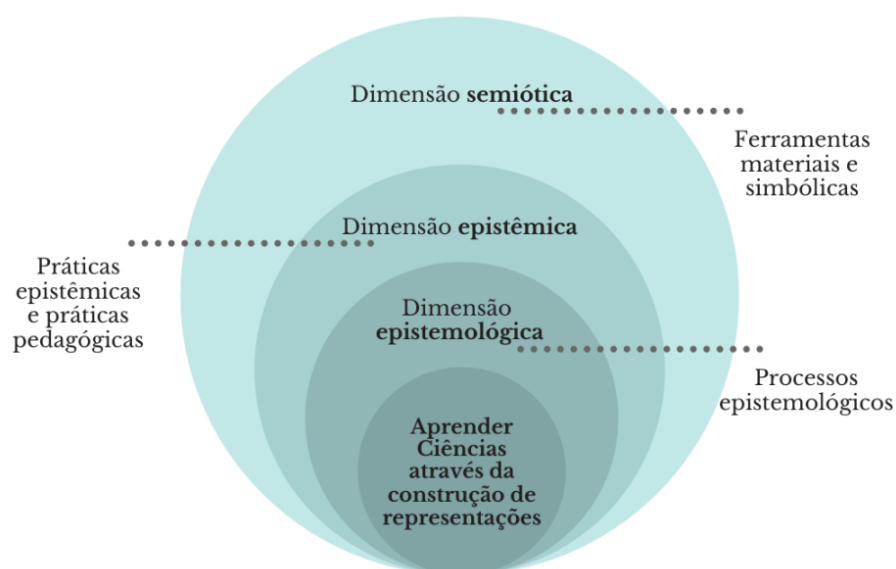 Dimensão semiótica
Ferramentas
materiais e
simbólicas
Dimensão epistêmica
Práticas
epistêmicas
e práticas
pedagógicas
Dimensão
epistemológica
Processos
epistemológicos
Aprender
Ciências
através da
construção de
representações